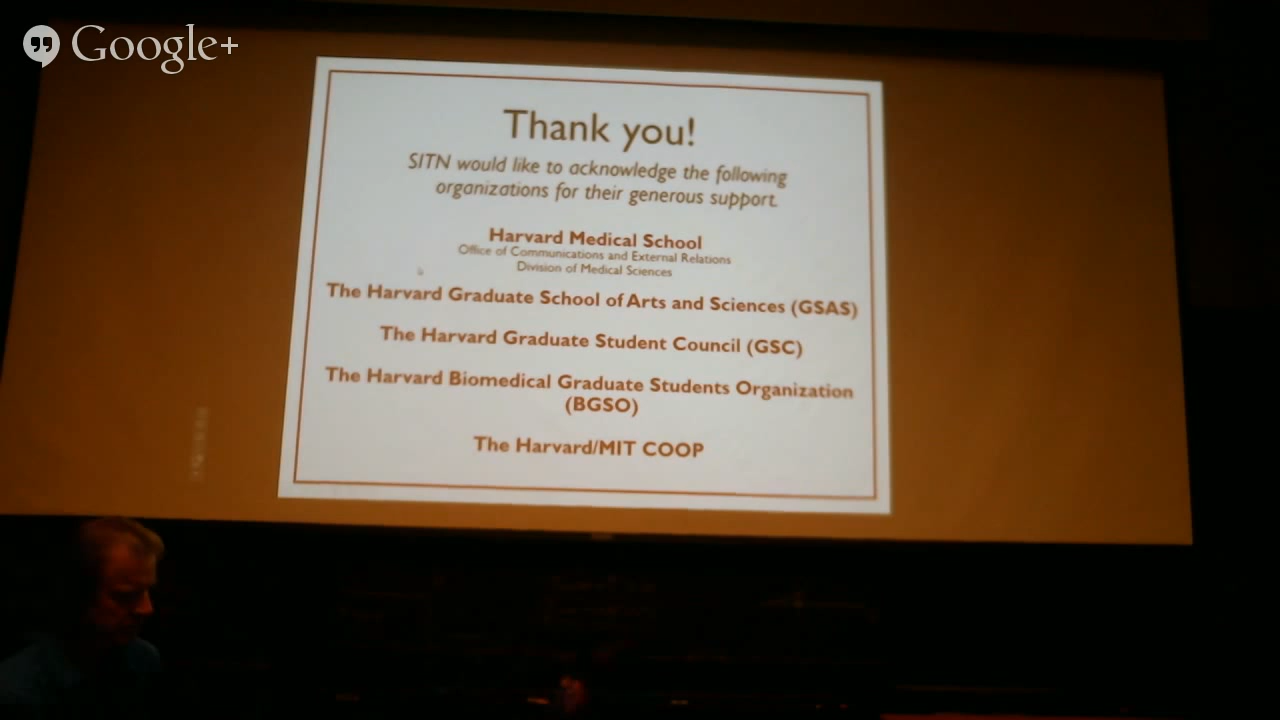 Google+
Thank you!
SITN would like to acknowledge the following
organizations for their generous support.
Harvard Medical School
Office of Communications and External Relations
Division of Medical Sciences
The Harvard Graduate School of Arts and Sciences (GSAS)
The Harvard Graduate Student Council (GSC)
The Harvard Biomedical Graduate Students Organization
(BGSO)
The Harvard/MIT COOP